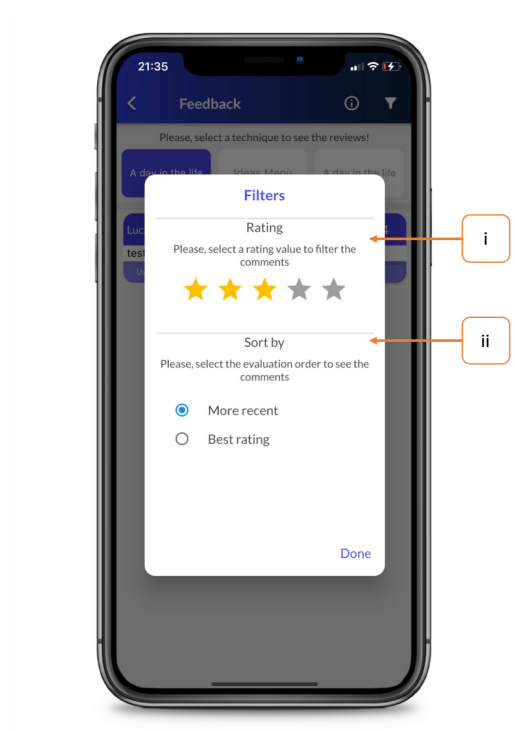 21:35
Feedback
Please, select a technique to see the reviews!
A day in the life
Ideas Menu
A day in the life
Filters
Luc
Rating
i
test
Please, select a rating value to filter the
comments
Sort by
ii
Please, select the evaluation order to see the
comments
More recent
Best rating
Done